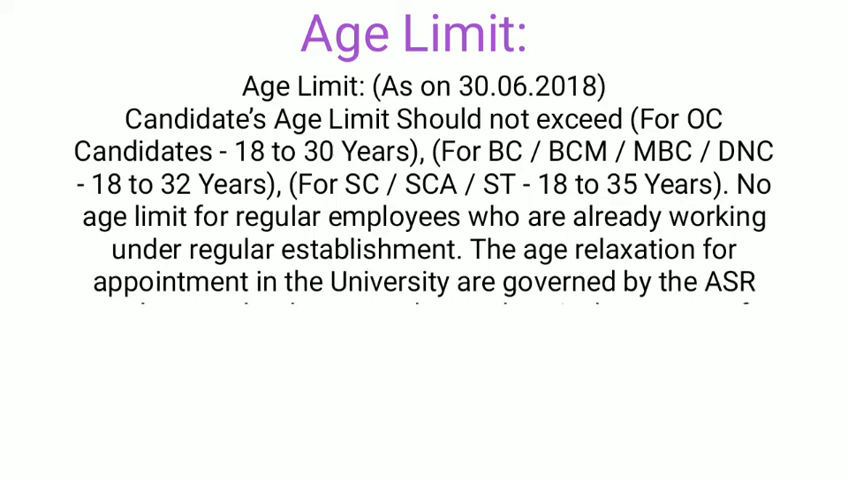 Age Limit:
Age Limit: (As on 30.06.2018)
Candidate's Age Limit Should not exceed (For OC
Candidates - 18 to 30 Years), (For BC / BCM / MBC / DNC
- 18 to 32 Years), (For SC / SCA / ST - 18 to 35 Years). No
age limit for regular employees who are already working
under regular establishment. The age relaxation for
appointment in the University are governed by the ASR